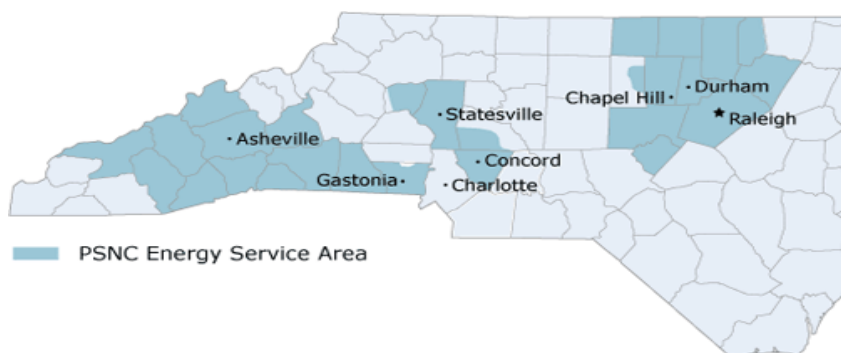 Durham
Chapel Hill
Raleigh
Statesville
Asheville
Concord
Gastonia
Charlotte
PSNC Energy Service Area